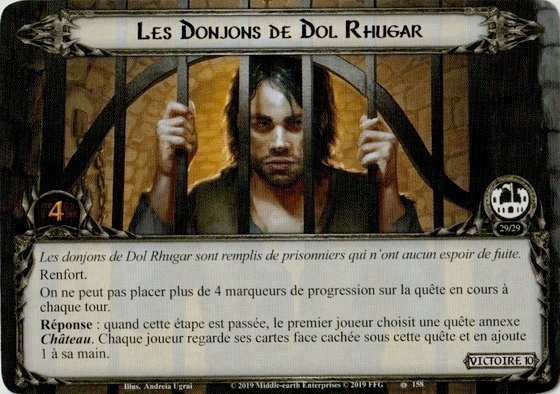 Les Donjons de Dol Rhugar
4
29/29
Les donjons de Dol Rhugar sont remplis de prisonniers qui n'ont aucun espoir de fuite.
Renfort.
On ne peut pas placer plus de 4 marqueurs de progression sur la quête en cours à
chaque tour.
Réponse : quand cette étape est passée, le premier joueur choisit une quête annexe
Château. Chaque joueur regarde ses cartes face cachée sous cette quête et en ajoute
1 à sa main.
VICTOIRE 10
Illus. Andreia Ugrai © 2019 Middle-earth Enterprises © 2019 FFG 158